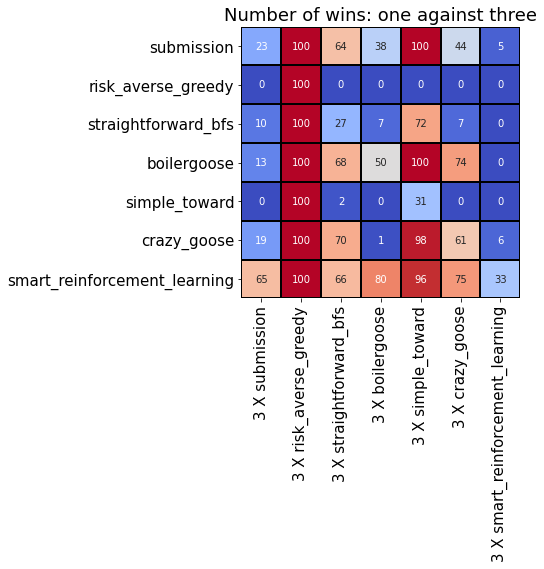 Number of wins: one against three
submission 23 100 64 38 100 44 5
risk_averse_greedy 0 100 0 0 0 0 0
straightforward_bfs 10 100 27 7 72 7 0
boilergoose 13 100 68 50 100 74 0
simple_toward 0 100 2 0 31 0 0
crazy_goose 19 100 70 1 98 61 6
smart_reinforcement_learning 65 100 66 80 96 75 33
3 X submission
3 X risk_averse_greedy
3 X straightforward_bfs
3 X boilergoose
3 X simple_toward
3 X crazy_goose
3 X smart_reinforcement_learning